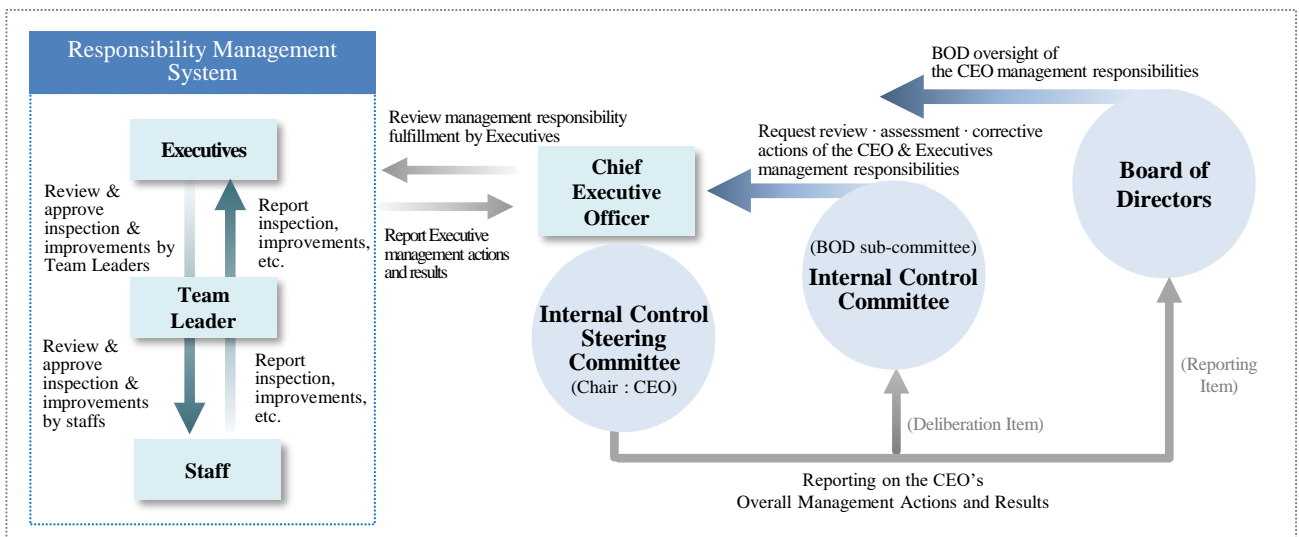 Responsibility Management
System
Executives
Review &
approve
inspection &
improvements by
Team Leaders
Report
inspection,
improvements,
etc.
Team
Leader
Review &
approve
inspection &
improvements
by staffs
Report
inspection,
improvements,
etc.
Staff
Review management responsibility
fulfillment by Executives
Report Executive
management actions
and results
Chief
Executive
Officer
Internal Control
Steering
Committee
(Chair : CEO)
BOD oversight of
the CEO management responsibilities
Request review · assessment · corrective
actions of the CEO & Executives
management responsibilities
(BOD sub-committee)
Internal Control
Committee
Board of
Directors
(Deliberation Item)
(Reporting
Item)
Reporting on the CEO’s
Overall Management Actions and Results